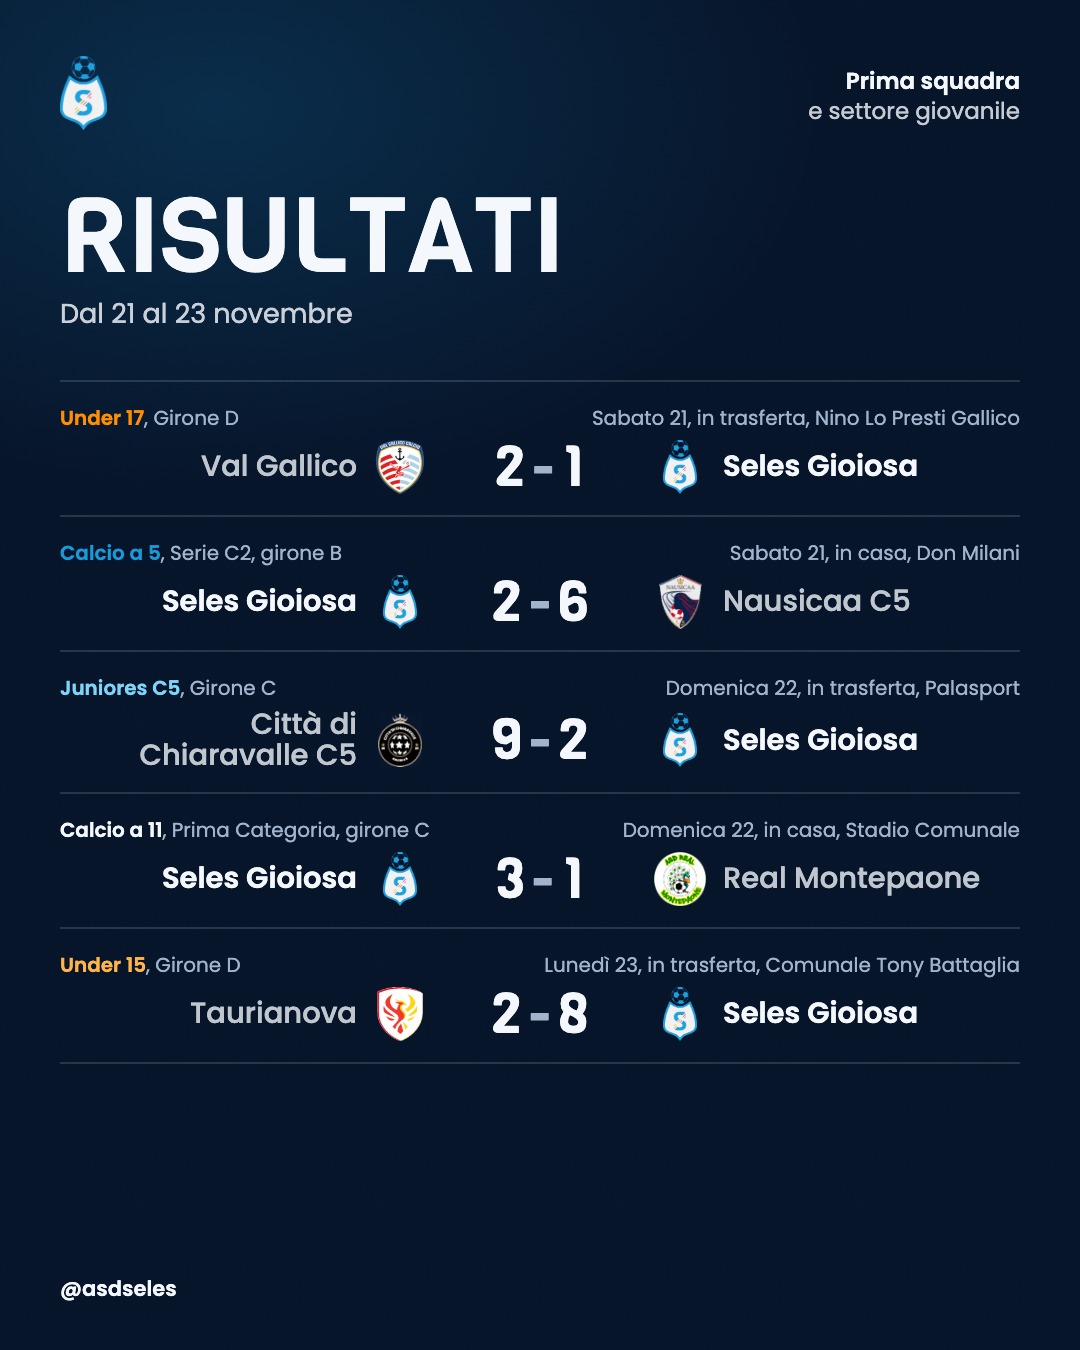 Prima squadra
e settore giovanile
RISULTATI
Dal 21 al 23 novembre
Under 17, Girone D
Sabato 21, in trasferta, Nino Lo Presti Gallico
Val Gallico 2 - 1 Seles Gioiosa
Calcio a 5, Serie C2, girone B
Sabato 21, in casa, Don Milani
Seles Gioiosa 2 - 6 Nausicaa C5
Juniores C5, Girone C
Domenica 22, in trasferta, Palasport
Città di
Chiaravalle C5 9 - 2 Seles Gioiosa
Calcio a 11, Prima Categoria, girone C
Domenica 22, in casa, Stadio Comunale
Seles Gioiosa 3 - 1 Real Montepaone
Under 15, Girone D
Lunedì 23, in trasferta, Comunale Tony Battaglia
Taurianova 2 - 8 Seles Gioiosa
@asdseles